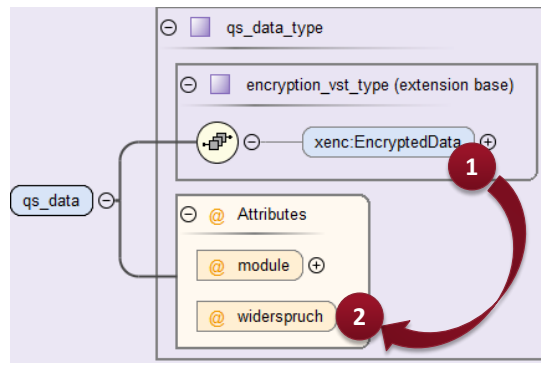 qs_data_type
encryption_vst_type (extension base)
xenc:EncryptedData
1
qs_data
@ Attributes
@ module
@ widerspruch
2